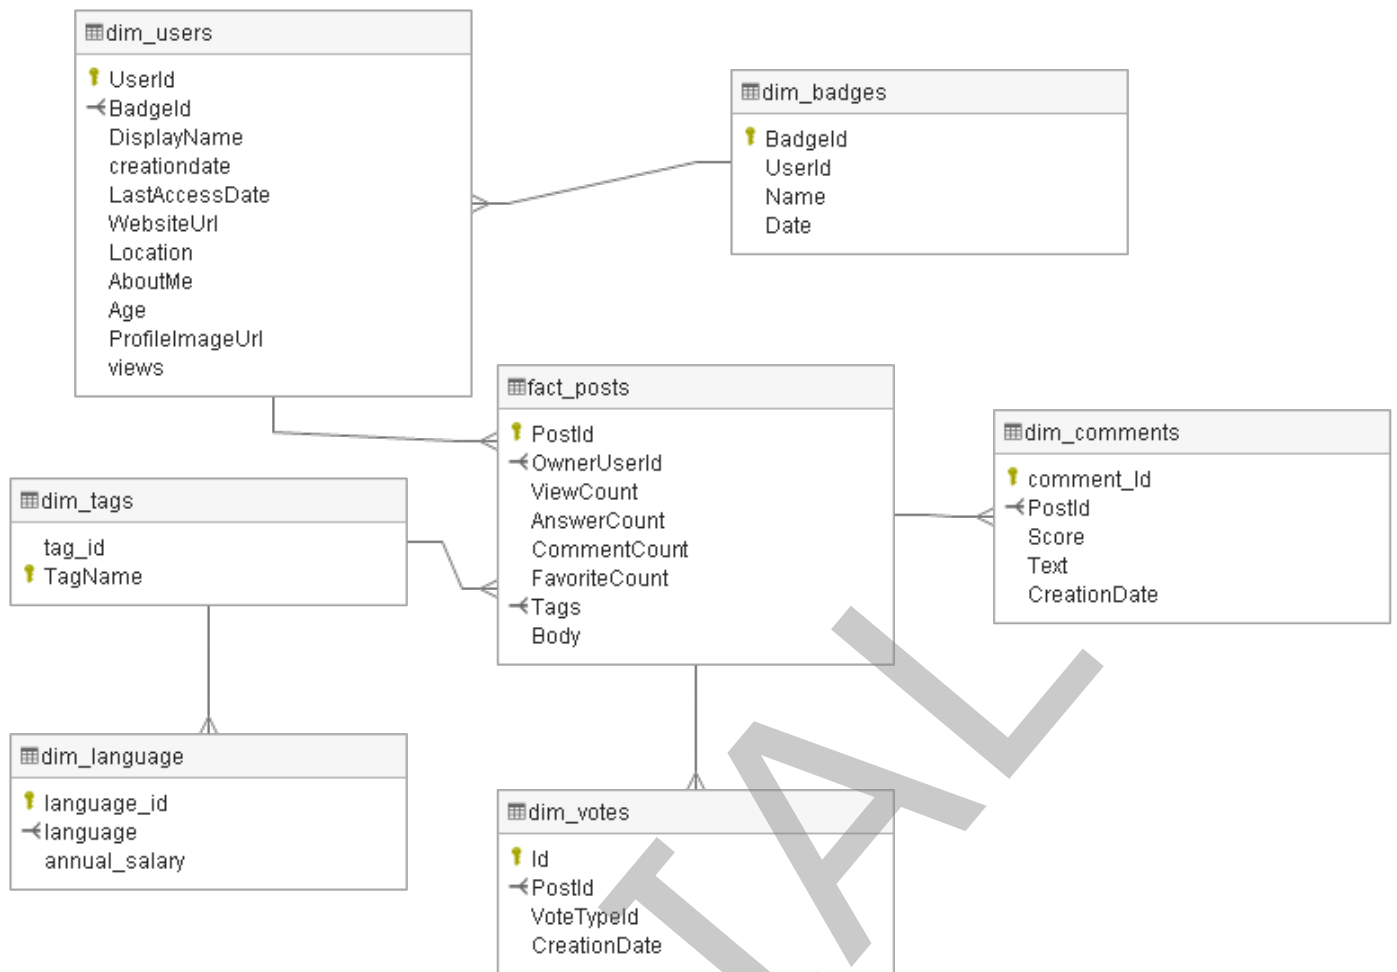 dim_users
UserId
BadgeId
DisplayName
creationdate
LastAccessDate
WebsiteUrl
Location
AboutMe
Age
ProfileImageUrl
views
dim_badges
BadgeId
UserId
Name
Date
fact_posts
PostId
OwnerUserId
ViewCount
AnswerCount
CommentCount
FavoriteCount
Tags
Body
dim_comments
comment_Id
PostId
Score
Text
CreationDate
dim_tags
tag_id
TagName
dim_language
language_id
language
annual_salary
dim_votes
Id
PostId
VoteTypeId
CreationDate
IAL